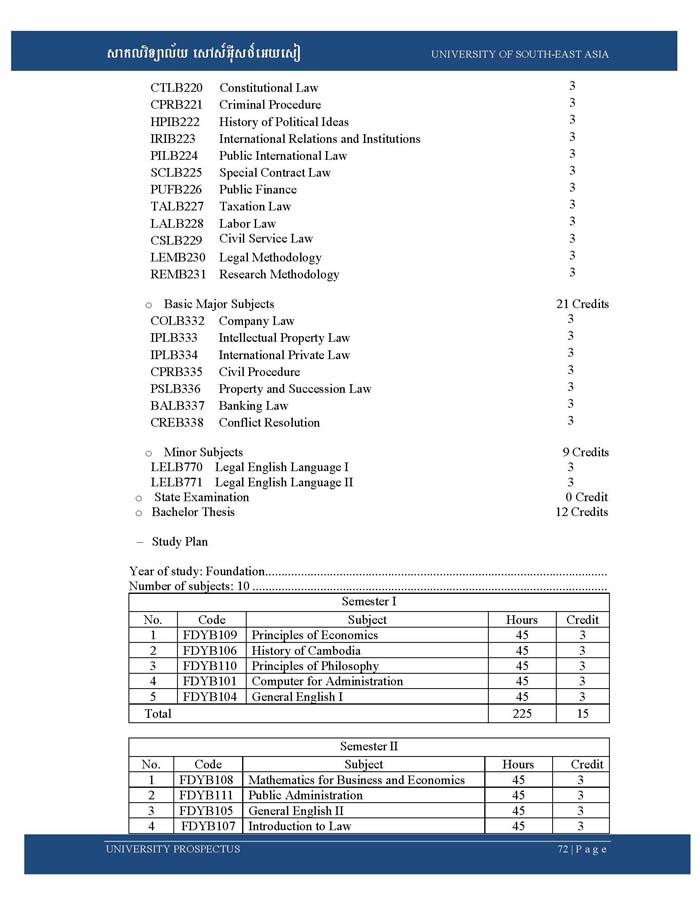 សាកលវិទ្យាល័យ សៅស៍អ៊ីសថ៍អេយសៀ UNIVERSITY OF SOUTH-EAST ASIA
CTLB220 Constitutional Law 3
CPRB221 Criminal Procedure 3
HPIB222 History of Political Ideas 3
IRIB223 International Relations and Institutions 3
PILB224 Public International Law 3
SCLB225 Special Contract Law 3
PUFB226 Public Finance 3
TALB227 Taxation Law 3
LALB228 Labor Law 3
CSLB229 Civil Service Law 3
LEMB230 Legal Methodology 3
REMB231 Research Methodology 3
o Basic Major Subjects 21 Credits
COLB332 Company Law 3
IPLB333 Intellectual Property Law 3
IPLB334 International Private Law 3
CPRB335 Civil Procedure 3
PSLB336 Property and Succession Law 3
BALB337 Banking Law 3
CREB338 Conflict Resolution 3
o Minor Subjects 9 Credits
LELB770 Legal English Language I 3
LELB771 Legal English Language II 3
o State Examination 0 Credit
o Bachelor Thesis 12 Credits
– Study Plan
Year of study: Foundation..........................................................................................................
Number of subjects: 10 ..............................................................................................................
Semester I
No. Code Subject Hours Credit
1 FDYB109 Principles of Economics 45 3
2 FDYB106 History of Cambodia 45 3
3 FDYB110 Principles of Philosophy 45 3
4 FDYB101 Computer for Administration 45 3
5 FDYB104 General English I 45 3
Total 225 15
Semester II
No. Code Subject Hours Credit
1 FDYB108 Mathematics for Business and Economics 45 3
2 FDYB111 Public Administration 45 3
3 FDYB105 General English II 45 3
4 FDYB107 Introduction to Law 45 3
UNIVERSITY PROSPECTUS 72 | P a g e